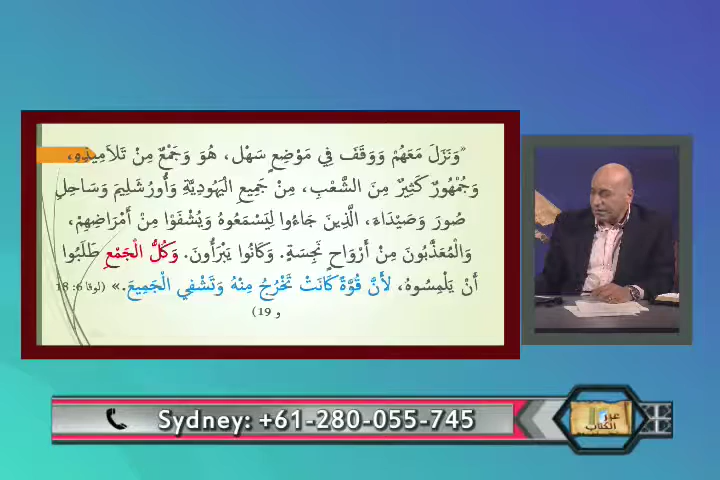 «وَنَزَلَ مَعَهُمْ وَوَقَفَ فِي مَوْضِعٍ سَهْل، هُوَ وَجَمْعٌ مِنْ تَلاَمِيذِهِ،
وَجُمْهُورٌ كَثِيرٌ مِنَ الشَّعْبِ، مِنْ جَمِيعِ الْيَهُودِيَّةِ وَأُورُشَلِيمَ وَسَاحِلِ
صُورَ وَصَيْدَاءَ، الَّذِينَ جَاءُوا لِيَسْمَعُوهُ وَيُشْفَوْا مِنْ أَمْرَاضِهِمْ،
وَالْمُعَذَّبُونَ مِنْ أَرْوَاحٍ نَجِسَةٍ. وَكَانُوا يَبْرَأُونَ. وَكُلُّ الْجَمْعِ طَلَبُوا
أَنْ يَلْمِسُوهُ، لأَنَّ قُوَّةً كَانَتْ تَخْرُجُ مِنْهُ وَتَشْفِي الْجَمِيعَ.» (لوقا 6: 18
و 19)
Sydney: +61-280-055-745
الكتاب